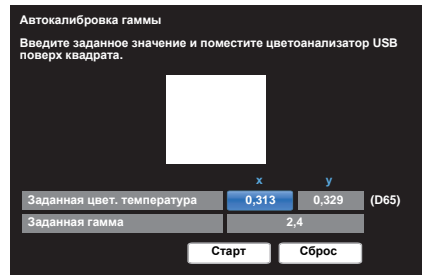 Автокалибровка гаммы
Введите заданное значение и поместите цветоанализатор USB
поверх квадрата.
x y
Заданная цвет. температура 0,313 0,329 (D65)
Заданная гамма 2,4
Старт Сброс